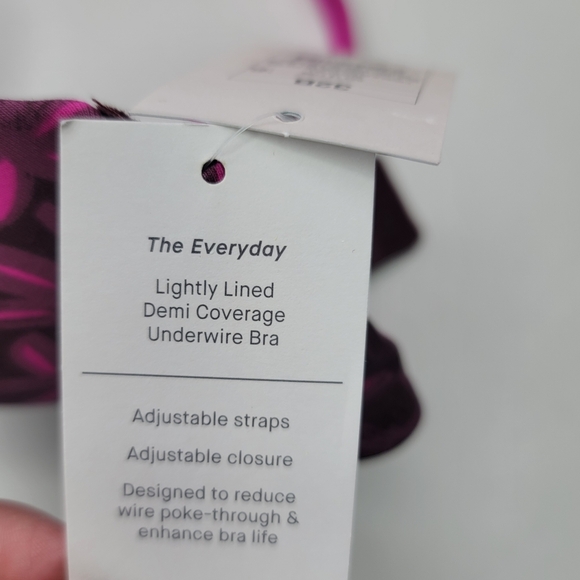 The Everyday
Lightly Lined
Demi Coverage
Underwire Bra
Adjustable straps
Adjustable closure
Designed to reduce
wire poke-through &
enhance bra life
32B